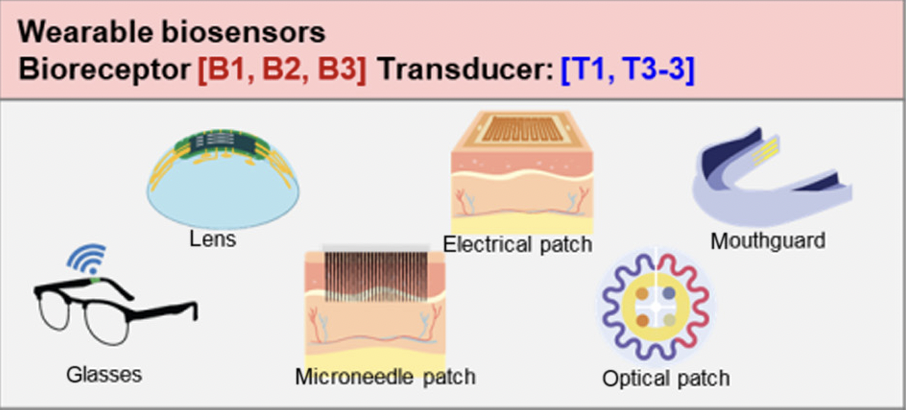 Wearable biosensors
Bioreceptor [B1, B2, B3] Transducer: [T1, T3-3]
Lens
Electrical patch
Mouthguard
Glasses
Microneedle patch
Optical patch